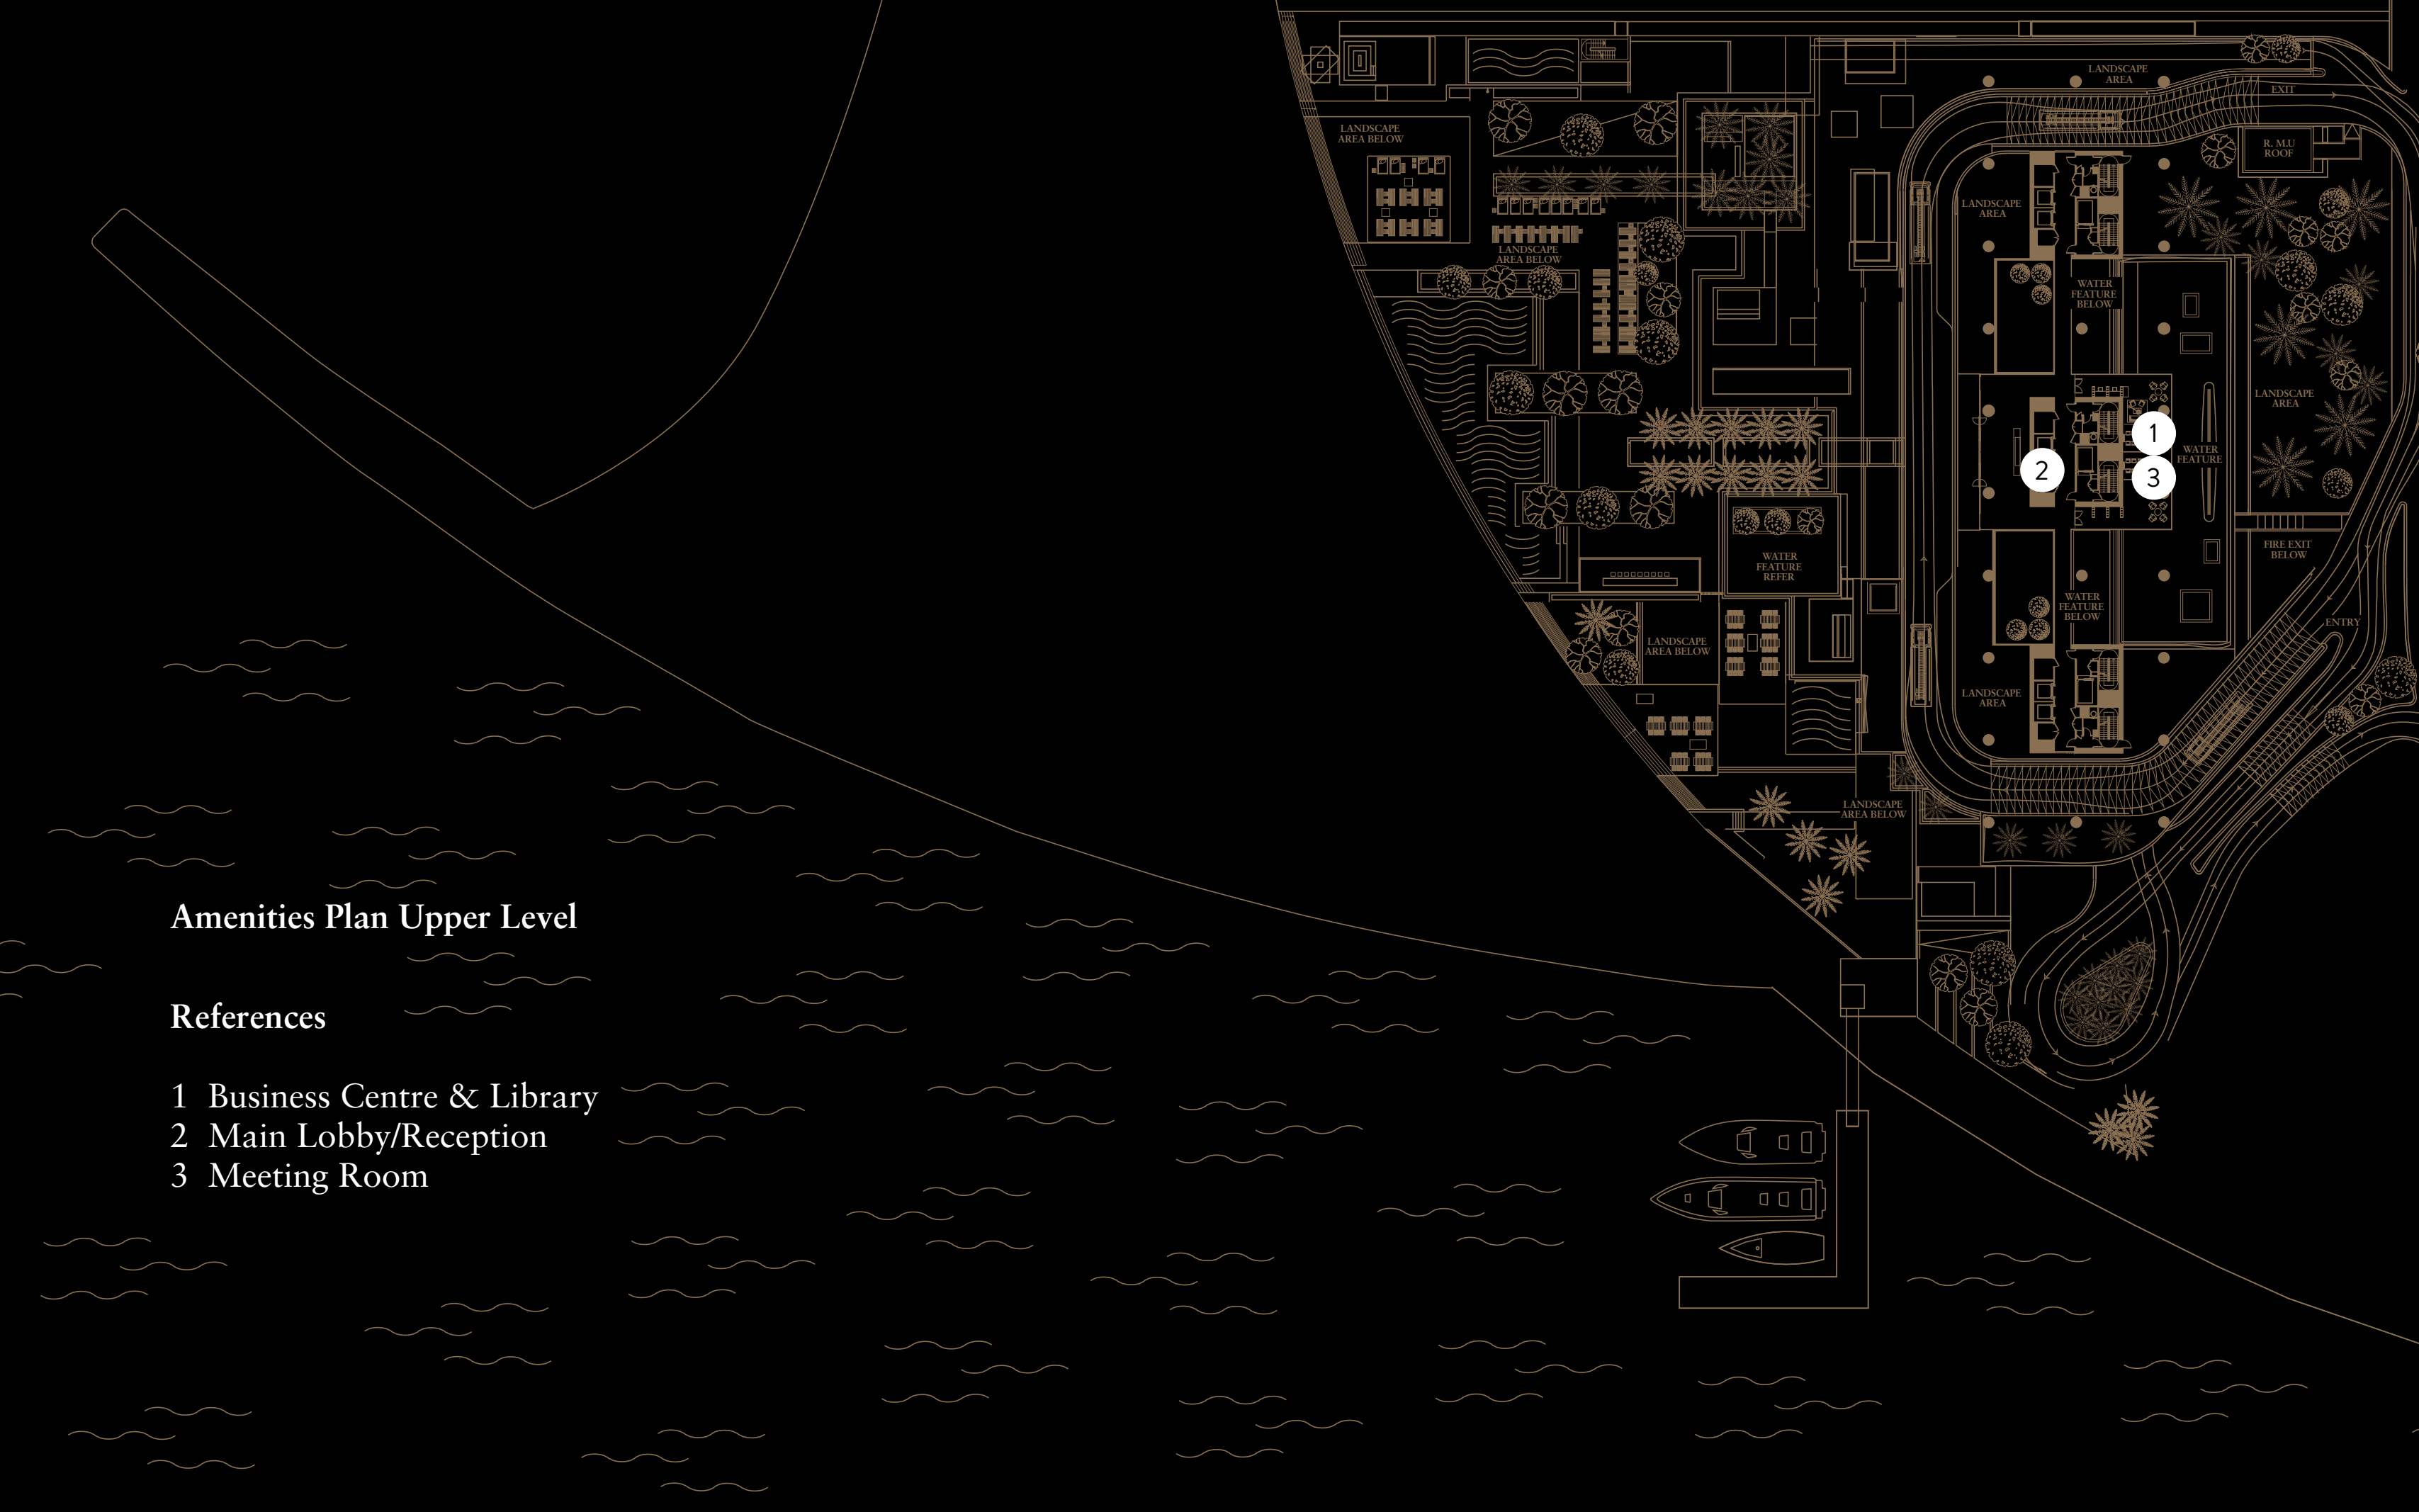 LANDSCAPE
AREA
EXIT
LANDSCAPE
AREA BELOW
R. M.U
ROOF
LANDSCAPE
AREA
LANDSCAPE
AREA BELOW
WATER
FEATURE
BELOW
LANDSCAPE
AREA
1
2
3
WATER
FEATURE
FIRE EXIT
BELOW
WATER
FEATURE
REFER
WATER
FEATURE
BELOW
ENTRY
LANDSCAPE
AREA BELOW
LANDSCAPE
AREA
LANDSCAPE
AREA BELOW
Amenities Plan Upper Level
References
1 Business Centre & Library
2 Main Lobby/Reception
3 Meeting Room